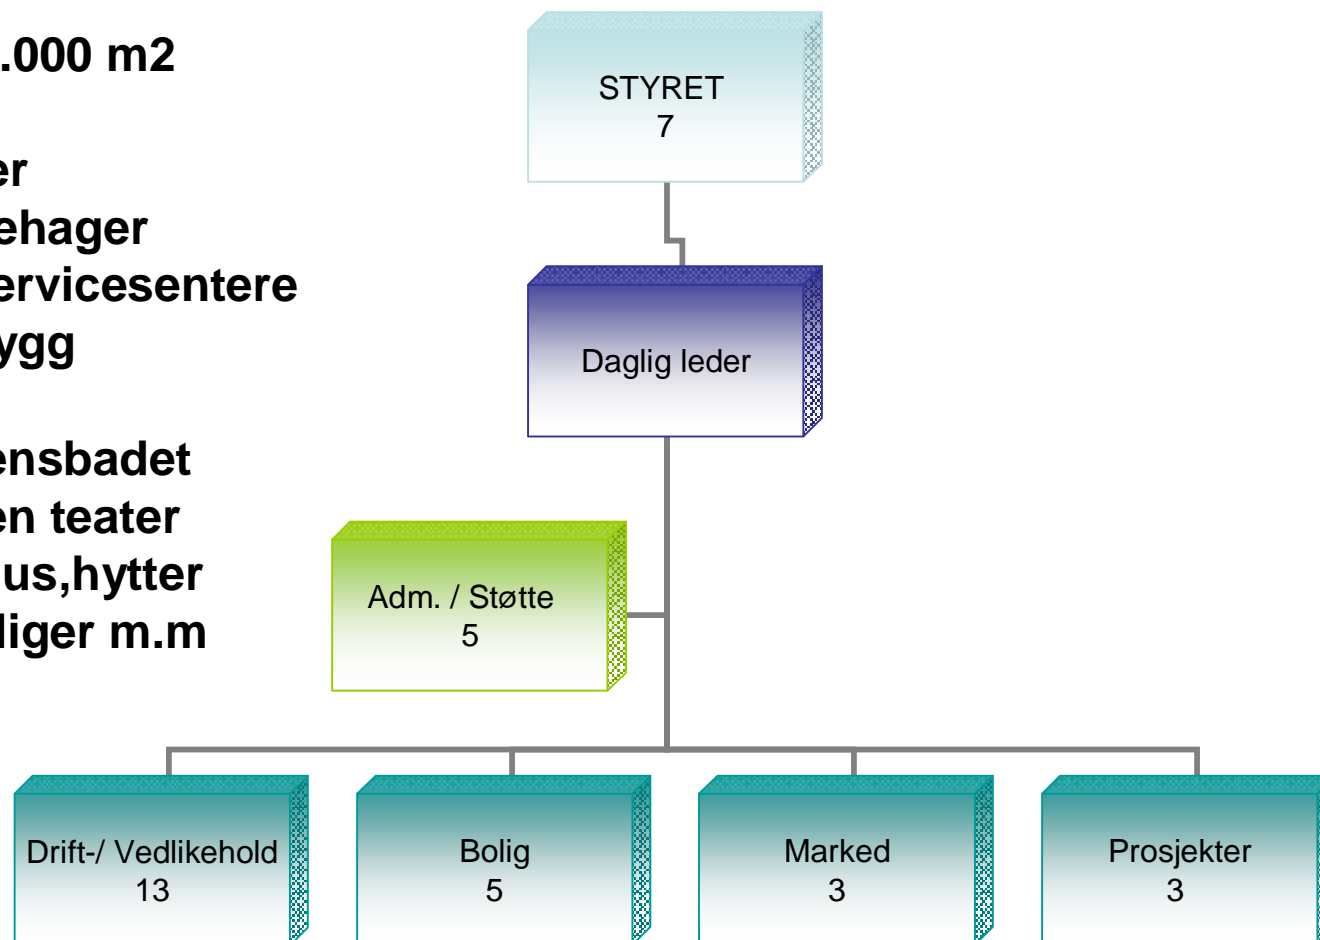 .000 m2
er
ehager
ervicesentere
ygg
ensbadet
en teater
us,hytter
liger m.m
STYRET
7
Daglig leder
Adm. / Støtte
5
Drift-/ Vedlikehold
13
Bolig
5
Marked
3
Prosjekter
3